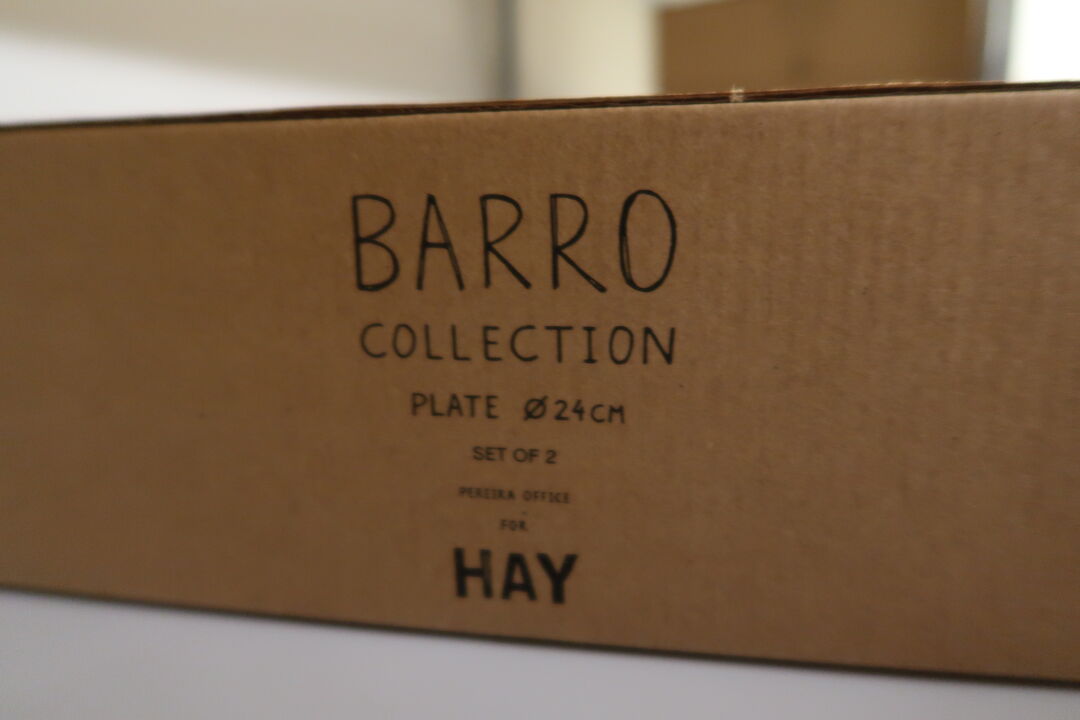 BARRO
COLLECTION
PLATE Ø24CM
SET OF 2
PEREIRA OFFICE
FOR
HAY